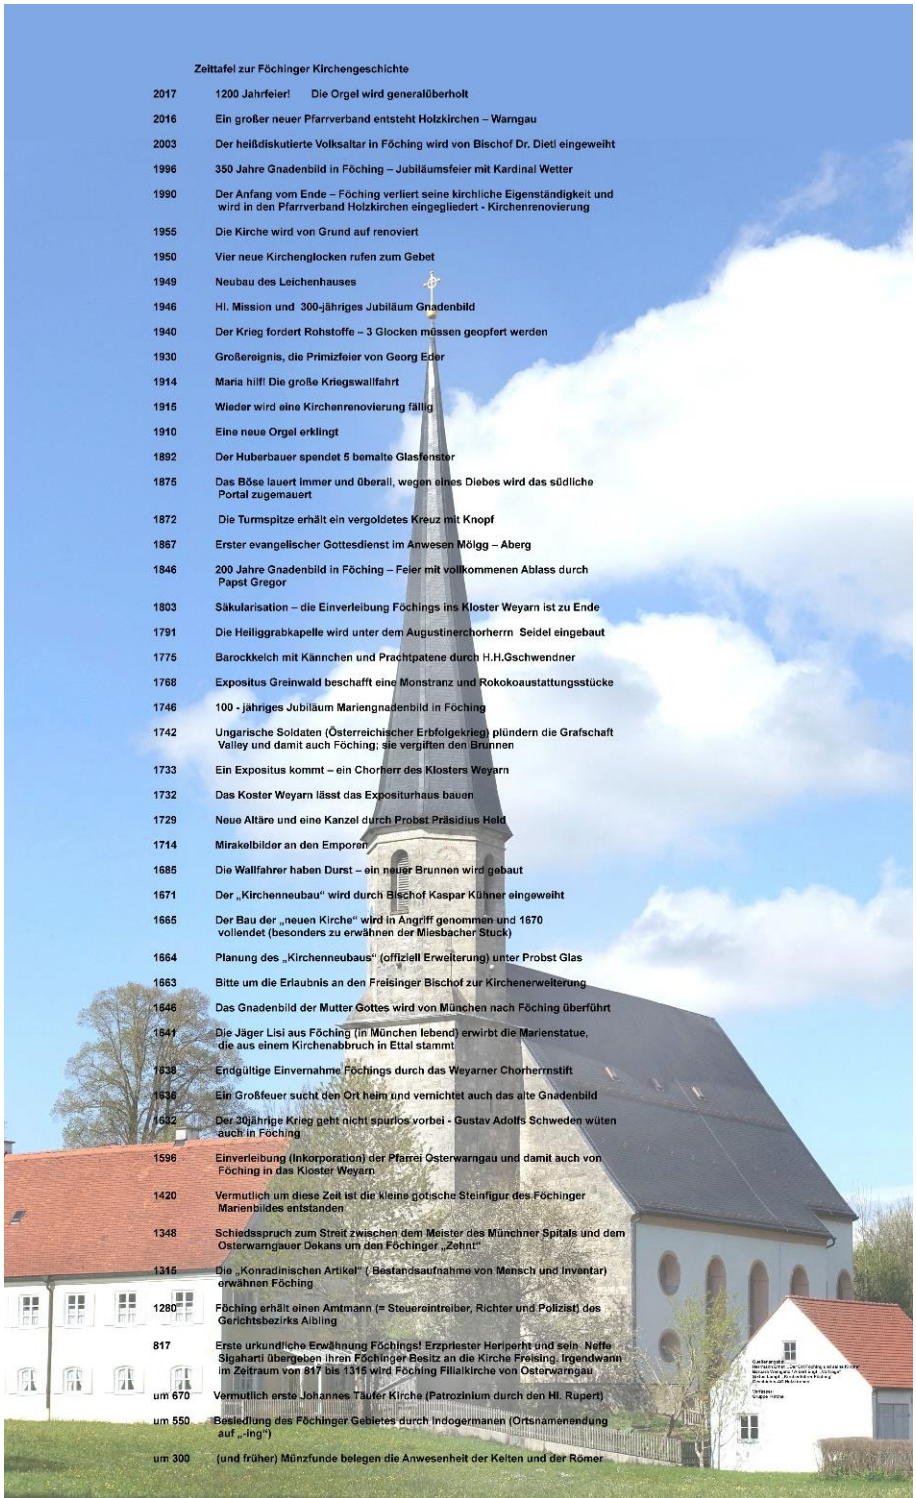 Zeittafel zur Föchinger Kirchengeschichte
2017 1200 Jahrfeier! Die Orgel wird generalüberholt
2016 Ein großer neuer Pfarrverband entsteht Holzkirchen – Warngau
2003 Der heißdiskutierte Volksaltar in Föching wird von Bischof Dr. Dietl eingeweiht
1996 350 Jahre Gnadenbild in Föching – Jubiläumsfeier mit Kardinal Wetter
1990 Der Anfang vom Ende – Föching verliert seine kirchliche Eigenständigkeit und
wird in den Pfarrverband Holzkirchen eingegliedert - Kirchenrenovierung
1955 Die Kirche wird von Grund auf renoviert
1950 Vier neue Kirchenglocken rufen zum Gebet
1949 Neubau des Leichenhauses
1946 Hl. Mission und 300-jähriges Jubiläum Gnadenbild
1940 Der Krieg fordert Rohstoffe – 3 Glocken müssen geopfert werden
1930 Großereignis, die Primizfeier von Georg Eder
1914 Maria hilf! Die große Kriegswallfahrt
1915 Wieder wird eine Kirchenrenovierung fällig
1910 Eine neue Orgel erklingt
1892 Der Huberbauer spendet 5 bemalte Glasfenster
1875 Das Böse lauert immer und überall, wegen eines Diebes wird das südliche
Portal zugemauert
1872 Die Turmspitze erhält ein vergoldetes Kreuz mit Knopf
1867 Erster evangelischer Gottesdienst im Anwesen Mölgg – Aberg
1846 200 Jahre Gnadenbild in Föching – Feier mit vollkommenen Ablass durch
Papst Gregor
1803 Säkularisation – die Einverleibung Föchings ins Kloster Weyarn ist zu Ende
1791 Die Heiliggrabkapelle wird unter dem Augustinerchorherrn Seidel eingebaut
1775 Barockkelch mit Kännchen und Prachtpatene durch H.H.Gschwendner
1768 Expositus Greinwald beschafft eine Monstranz und Rokokoaustattungsstücke
1746 100 - jähriges Jubiläum Mariengnadenbild in Föching
1742 Ungarische Soldaten (Österreichischer Erbfolgekrieg) plündern die Grafschaft
Valley und damit auch Föching; sie vergiften den Brunnen
1733 Ein Expositus kommt – ein Chorherr des Klosters Weyarn
1732 Das Koster Weyarn lässt das Expositurhaus bauen
1729 Neue Altäre und eine Kanzel durch Probst Präsidius Held
1714 Mirakelbilder an den Emporen
1685 Die Wallfahrer haben Durst – ein neuer Brunnen wird gebaut
1671 Der „Kirchenneubau“ wird durch Bischof Kaspar Kühner eingeweiht
1665 Der Bau der „neuen Kirche“ wird in Angriff genommen und 1670
vollendet (besonders zu erwähnen der Miesbacher Stuck)
1664 Planung des „Kirchenneubaus“ (offiziell Erweiterung) unter Probst Glas
1663 Bitte um die Erlaubnis an den Freisinger Bischof zur Kirchenerweiterung
1646 Das Gnadenbild der Mutter Gottes wird von München nach Föching überführt
1641 Die Jäger Lisi aus Föching (in München lebend) erwirbt die Marienstatue,
die aus einem Kirchenabbruch in Ettal stammt
1638 Endgültige Einvernahme Föchings durch das Weyarner Chorherrnstift
1636 Ein Großfeuer sucht den Ort heim und vernichtet auch das alte Gnadenbild
1632 Der 30jährige Krieg geht nicht spurlos vorbei - Gustav Adolfs Schweden wüten
auch in Föching
1596 Einverleibung (Inkorporation) der Pfarrei Osterwarngau und damit auch von
Föching in das Kloster Weyarn
1420 Vermutlich um diese Zeit ist die kleine gotische Steinfigur des Föchinger
Marienbildes entstanden
1348 Schiedsspruch zum Streit zwischen dem Meister des Münchner Spitals und dem
Osterwarngauer Dekans um den Föchinger „Zehnt“
1315 Die „Konradinischen Artikel“ ( Bestandsaufnahme von Mensch und Inventar)
erwähnen Föching
1280 Föching erhält einen Amtmann (= Steuereintreiber, Richter und Polizist) des
Gerichtsbezirks Aibling
817 Erste urkundliche Erwähnung Föchings! Erzpriester Heriperht und sein Neffe
Sigaharti übergeben ihren Föchinger Besitz an die Kirche Freising. Irgendwann
im Zeitraum von 817 bis 1315 wird Föching Filialkirche von Osterwarngau
um 670 Vermutlich erste Johannes Täufer Kirche (Patrozinium durch den Hl. Rupert)
um 550 Besiedlung des Föchinger Gebietes durch Indogermanen (Ortsnamenendung
auf „-ing“)
um 300 (und früher) Münzfunde belegen die Anwesenheit der Kelten und der Römer